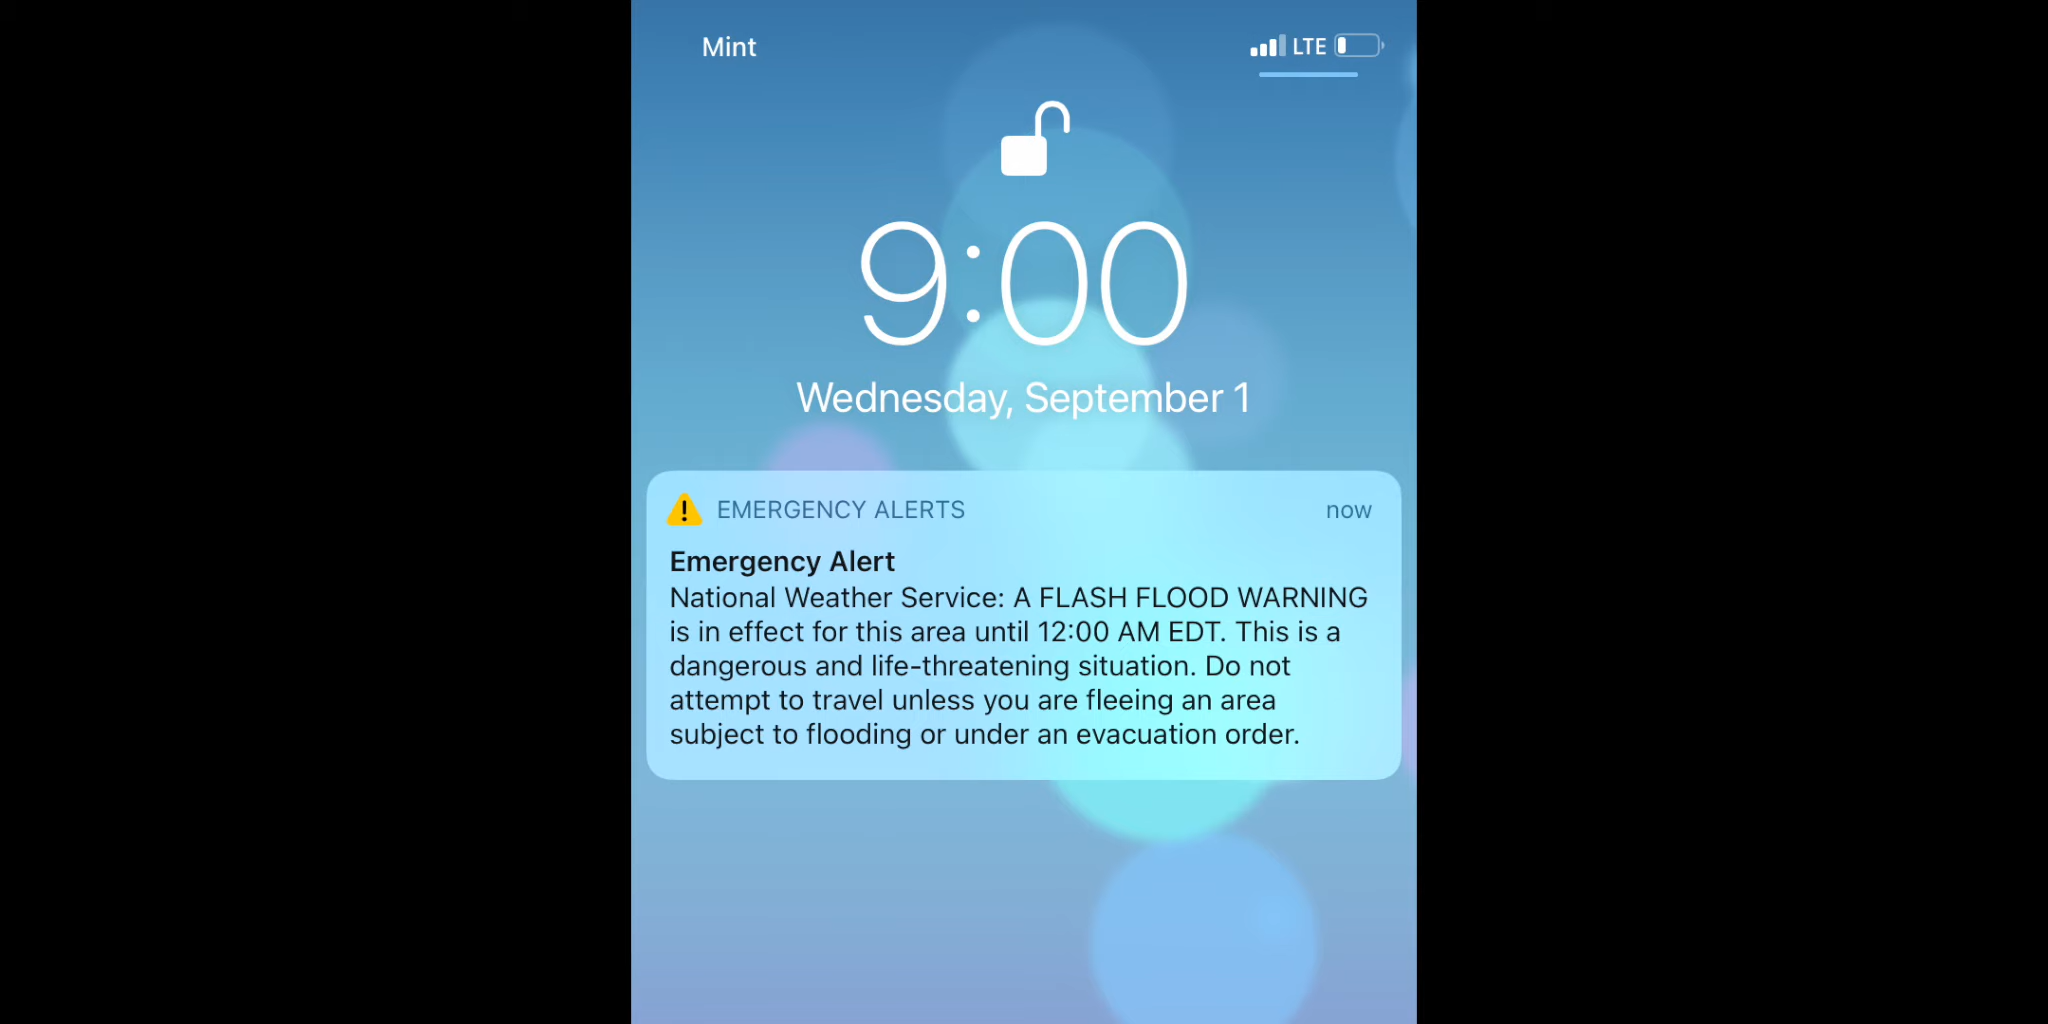 Mint LTE
9:00
Wednesday, September 1
EMERGENCY ALERTS now
Emergency Alert
National Weather Service: A FLASH FLOOD WARNING
is in effect for this area until 12:00 AM EDT. This is a
dangerous and life-threatening situation. Do not
attempt to travel unless you are fleeing an area
subject to flooding or under an evacuation order.